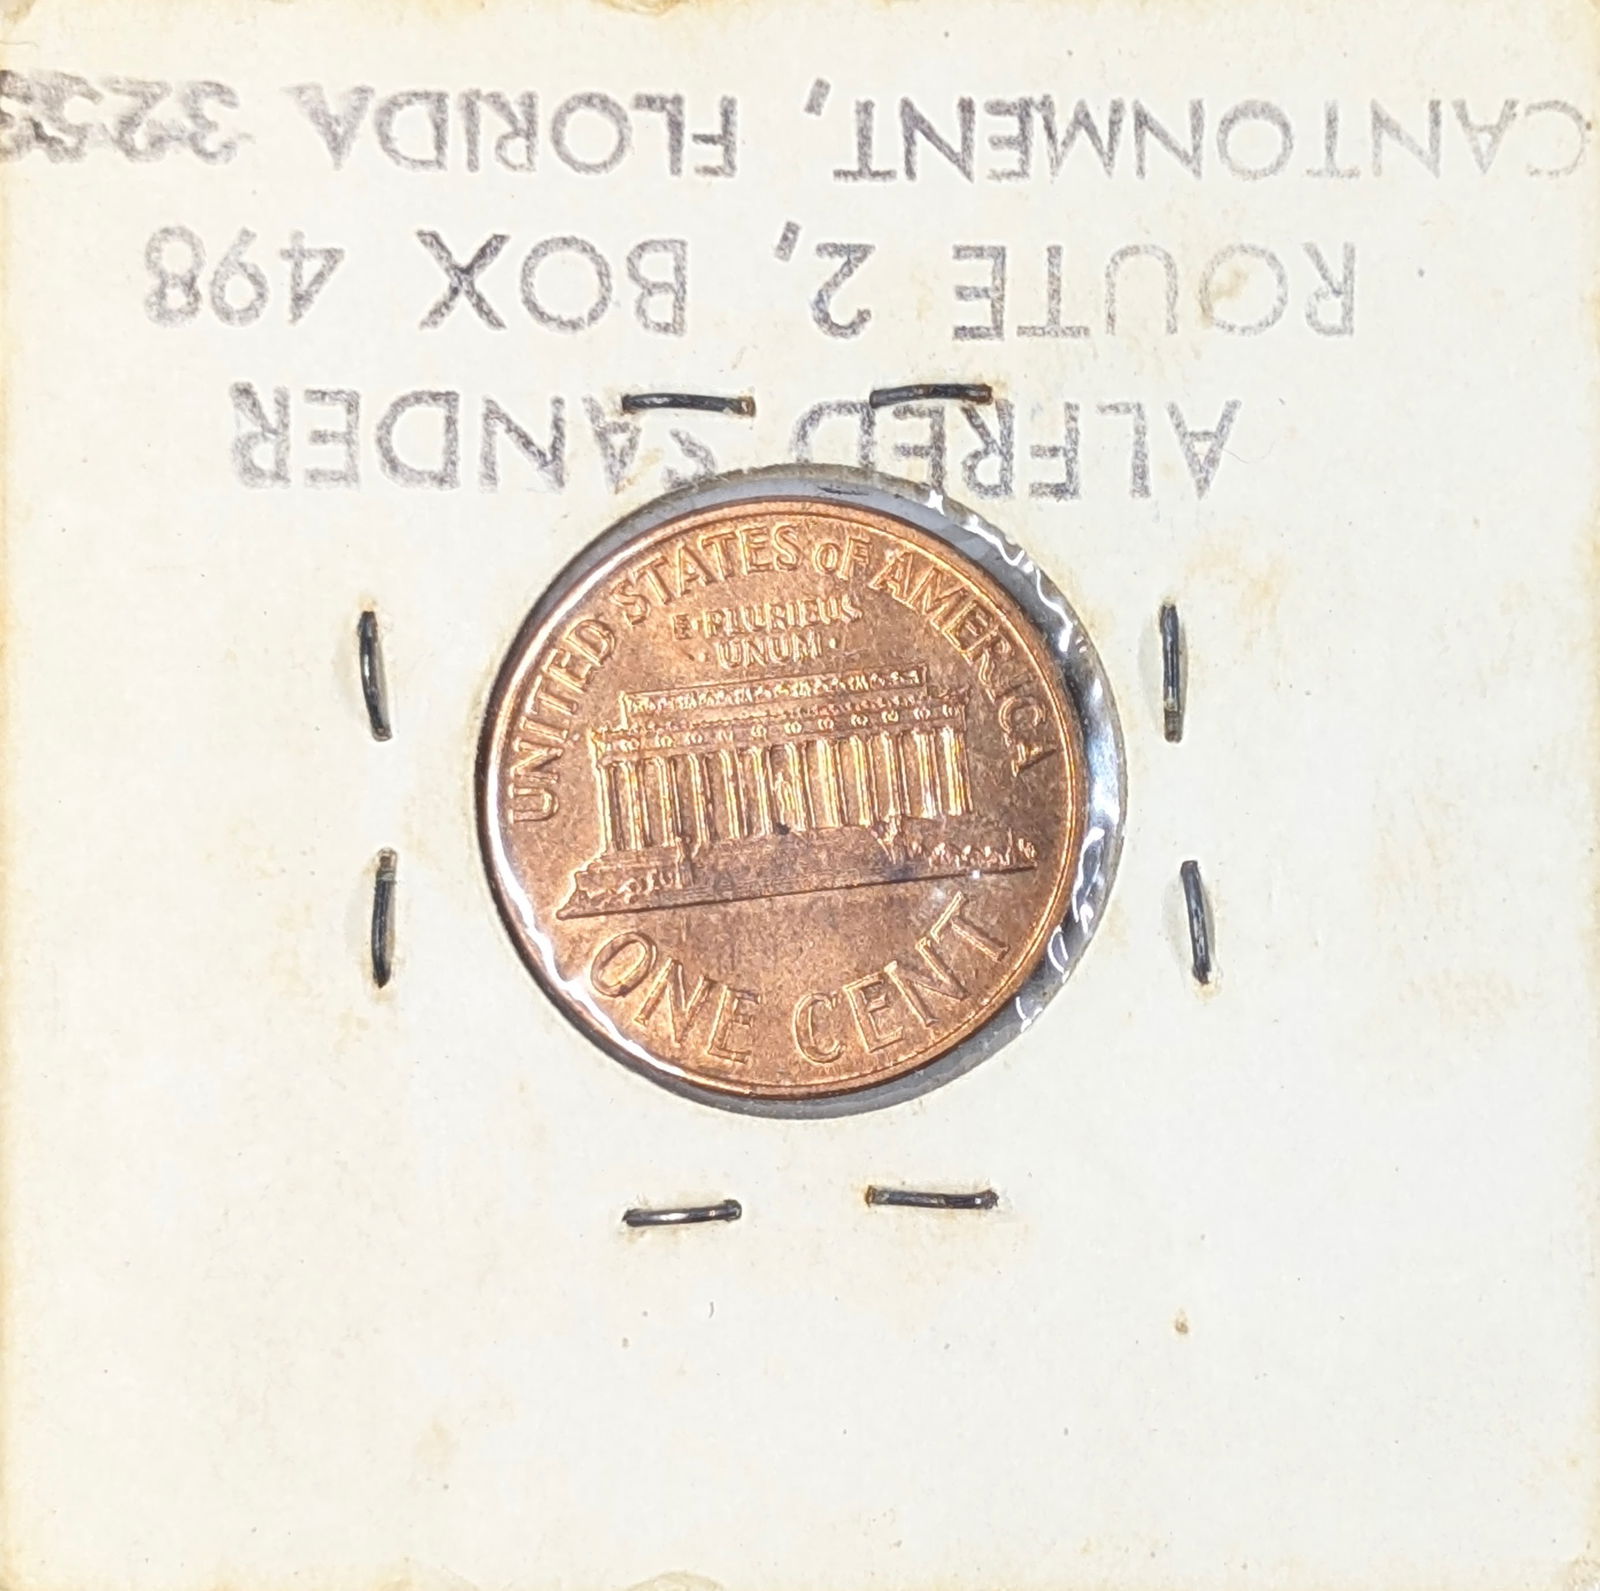 ALFRED SANDER
ROUTE 2, BOX 498
CANTONMENT, FLORIDA
UNITED STATES OF AMERICA
E·PLURIBUS
·UNUM·
ONE CENT